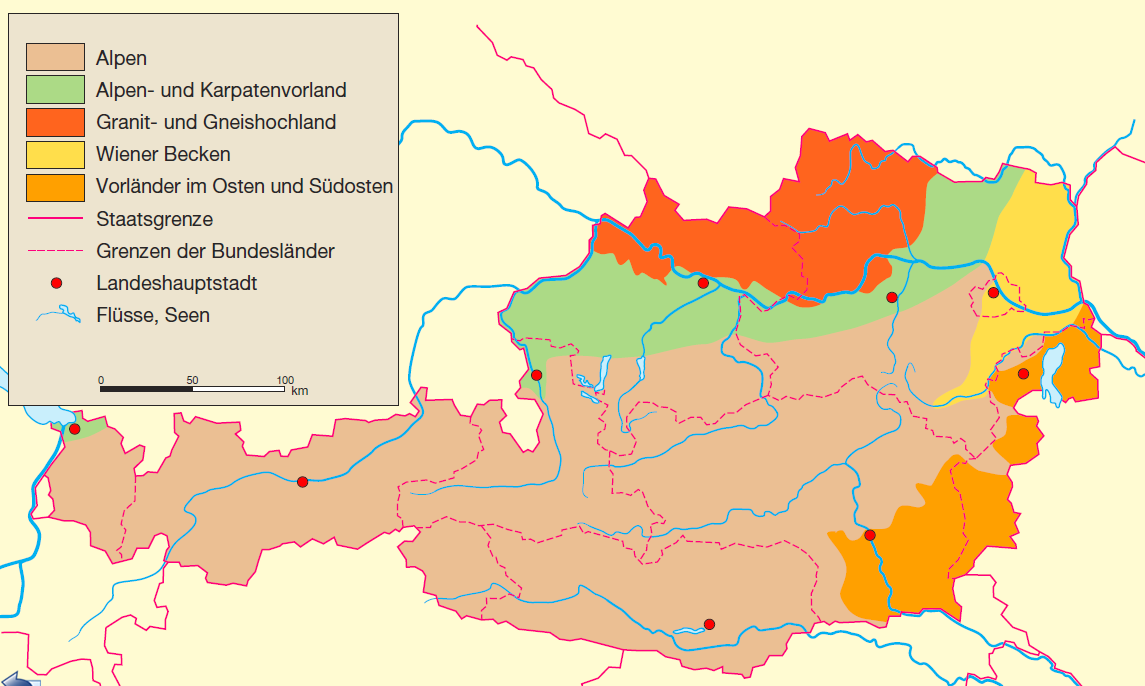 Alpen
Alpen- und Karpatenvorland
Granit- und Gneishochland
Wiener Becken
Vorländer im Osten und Südosten
Staatsgrenze
Grenzen der Bundesländer
Landeshauptstadt
Flüsse, Seen
0 50 100
km